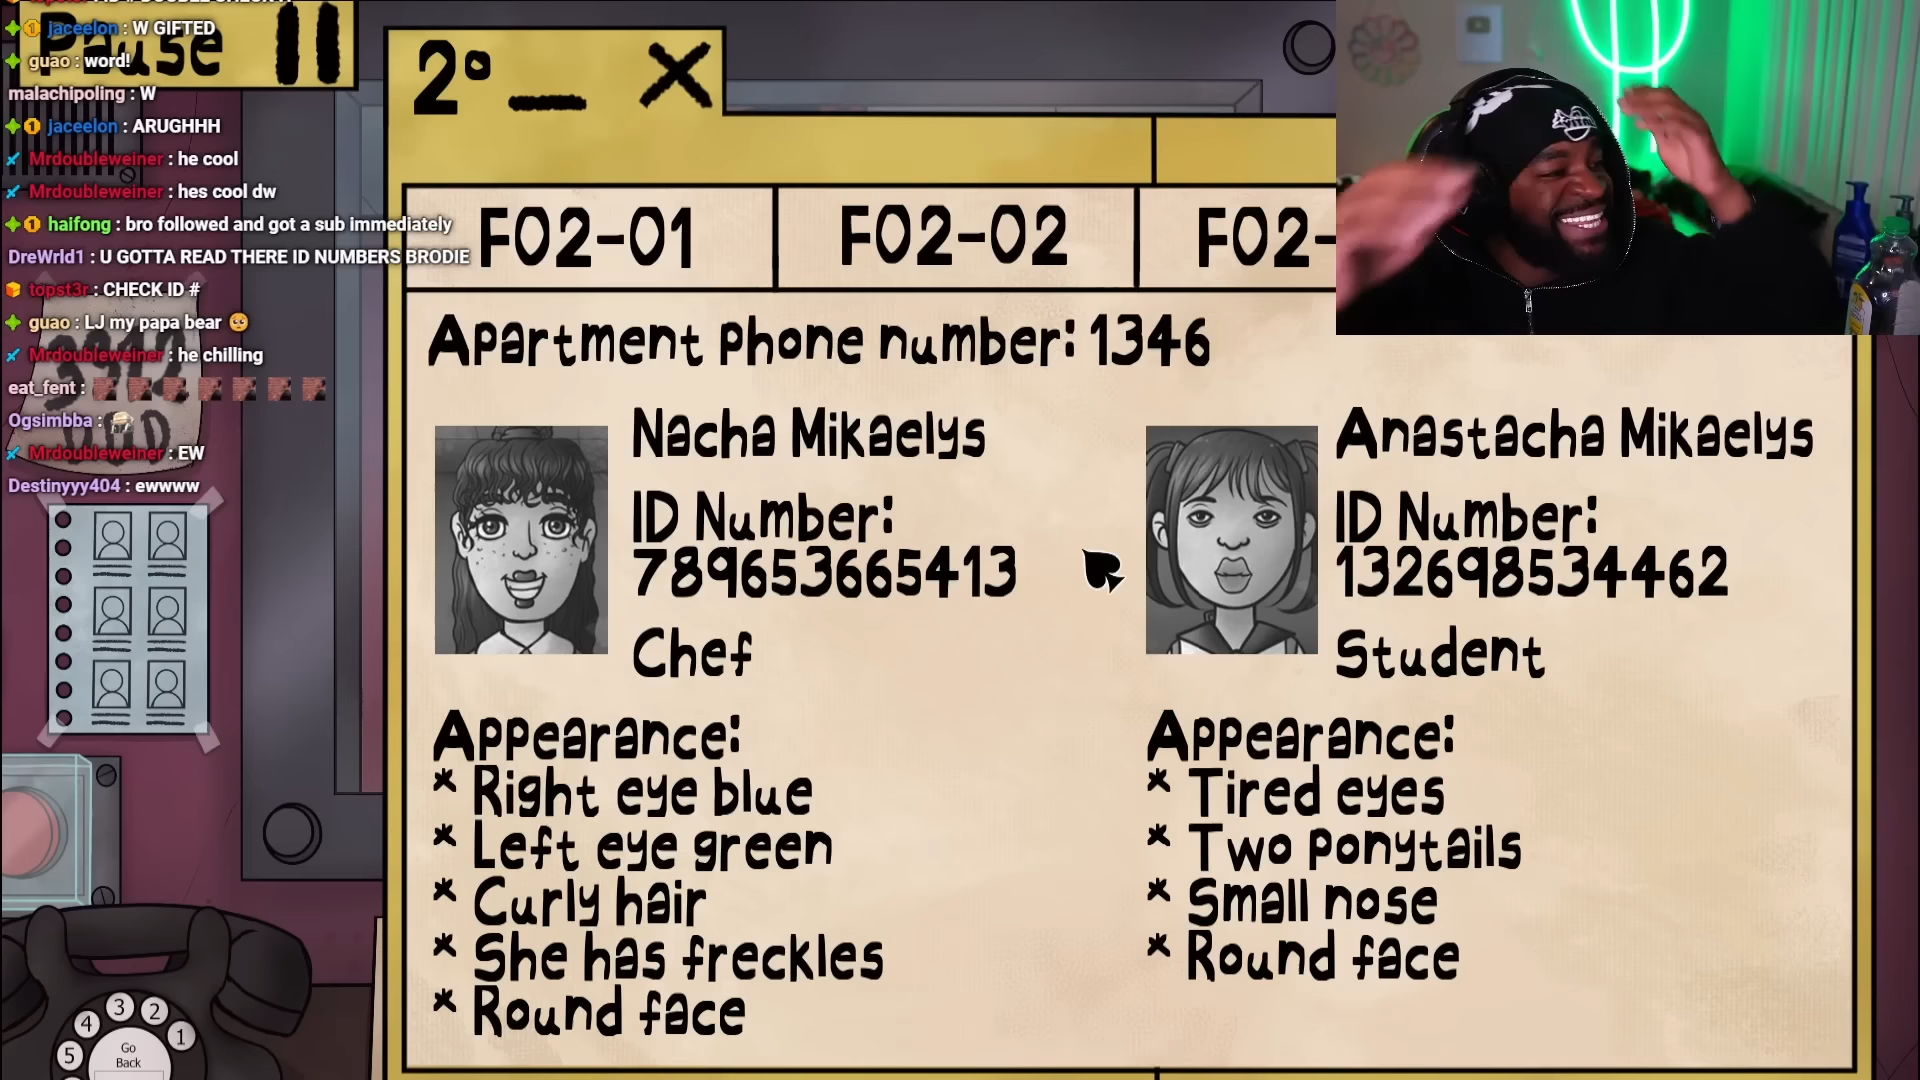 jaceelon : W GIFTED
Pause
guao : word!
malachipoling : W
jaceelon : ARUGHHH
Mrdoubleweiner : he cool
Mrdoubleweiner : hes cool dw
haifong : bro followed and got a sub immediately
DreWrld1 : U GOTTA READ THERE ID NUMBERS BRODIE
topst3r : CHECK ID #
guao : LJ my papa bear 🥺
Mrdoubleweiner : he chilling
eat_fent :
Ogsimbba :
Mrdoubleweiner : EW
Destinyyy404 : ewwww
2º
F02-01
F02-02
F02-
Apartment phone number: 1346
Nacha Mikaelys
ID Number:
789653665413
Chef
Appearance:
* Right eye blue
* Left eye green
* Curly hair
* She has freckles
* Round face
Anastacha Mikaelys
ID Number:
132698534462
Student
Appearance:
* Tired eyes
* Two ponytails
* Small nose
* Round face
3
2
4
1
5
Go
Back